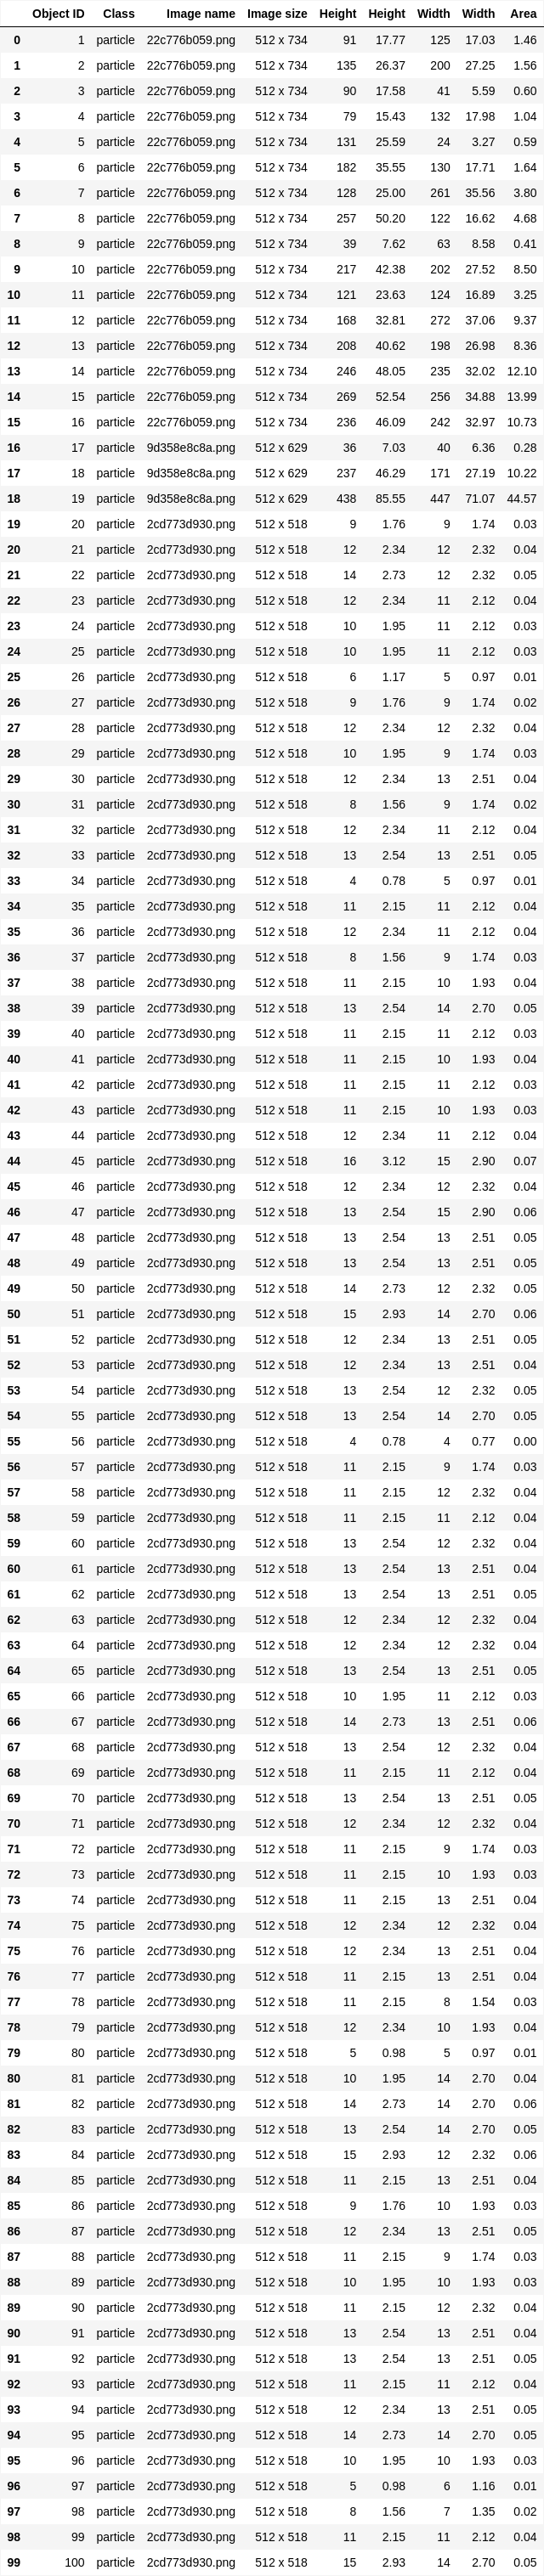 Object ID Class Image name Image size Height Height Width Width Area
0 1 particle 22c776b059.png 512 x 734 91 17.77 125 17.03 1.46
1 2 particle 22c776b059.png 512 x 734 135 26.37 200 27.25 1.56
2 3 particle 22c776b059.png 512 x 734 90 17.58 41 5.59 0.60
3 4 particle 22c776b059.png 512 x 734 79 15.43 132 17.98 1.04
4 5 particle 22c776b059.png 512 x 734 131 25.59 24 3.27 0.59
5 6 particle 22c776b059.png 512 x 734 182 35.55 130 17.71 1.64
6 7 particle 22c776b059.png 512 x 734 128 25.00 261 35.56 3.80
7 8 particle 22c776b059.png 512 x 734 257 50.20 122 16.62 4.68
8 9 particle 22c776b059.png 512 x 734 39 7.62 63 8.58 0.41
9 10 particle 22c776b059.png 512 x 734 217 42.38 202 27.52 8.50
10 11 particle 22c776b059.png 512 x 734 121 23.63 124 16.89 3.25
11 12 particle 22c776b059.png 512 x 734 168 32.81 272 37.06 9.37
12 13 particle 22c776b059.png 512 x 734 208 40.62 198 26.98 8.36
13 14 particle 22c776b059.png 512 x 734 246 48.05 235 32.02 12.10
14 15 particle 22c776b059.png 512 x 734 269 52.54 256 34.88 13.99
15 16 particle 22c776b059.png 512 x 734 236 46.09 242 32.97 10.73
16 17 particle 9d358e8c8a.png 512 x 629 36 7.03 40 6.36 0.28
17 18 particle 9d358e8c8a.png 512 x 629 237 46.29 171 27.19 10.22
18 19 particle 9d358e8c8a.png 512 x 629 438 85.55 447 71.07 44.57
19 20 particle 2cd773d930.png 512 x 518 9 1.76 9 1.74 0.03
20 21 particle 2cd773d930.png 512 x 518 12 2.34 12 2.32 0.04
21 22 particle 2cd773d930.png 512 x 518 14 2.73 12 2.32 0.05
22 23 particle 2cd773d930.png 512 x 518 12 2.34 11 2.12 0.04
23 24 particle 2cd773d930.png 512 x 518 10 1.95 11 2.12 0.03
24 25 particle 2cd773d930.png 512 x 518 10 1.95 11 2.12 0.03
25 26 particle 2cd773d930.png 512 x 518 6 1.17 5 0.97 0.01
26 27 particle 2cd773d930.png 512 x 518 9 1.76 9 1.74 0.02
27 28 particle 2cd773d930.png 512 x 518 12 2.34 12 2.32 0.04
28 29 particle 2cd773d930.png 512 x 518 10 1.95 9 1.74 0.03
29 30 particle 2cd773d930.png 512 x 518 12 2.34 13 2.51 0.04
30 31 particle 2cd773d930.png 512 x 518 8 1.56 9 1.74 0.02
31 32 particle 2cd773d930.png 512 x 518 12 2.34 11 2.12 0.04
32 33 particle 2cd773d930.png 512 x 518 13 2.54 13 2.51 0.05
33 34 particle 2cd773d930.png 512 x 518 4 0.78 5 0.97 0.01
34 35 particle 2cd773d930.png 512 x 518 11 2.15 11 2.12 0.04
35 36 particle 2cd773d930.png 512 x 518 12 2.34 11 2.12 0.04
36 37 particle 2cd773d930.png 512 x 518 8 1.56 9 1.74 0.03
37 38 particle 2cd773d930.png 512 x 518 11 2.15 10 1.93 0.04
38 39 particle 2cd773d930.png 512 x 518 13 2.54 14 2.70 0.05
39 40 particle 2cd773d930.png 512 x 518 11 2.15 11 2.12 0.03
40 41 particle 2cd773d930.png 512 x 518 11 2.15 10 1.93 0.04
41 42 particle 2cd773d930.png 512 x 518 11 2.15 11 2.12 0.03
42 43 particle 2cd773d930.png 512 x 518 11 2.15 10 1.93 0.03
43 44 particle 2cd773d930.png 512 x 518 12 2.34 11 2.12 0.04
44 45 particle 2cd773d930.png 512 x 518 16 3.12 15 2.90 0.07
45 46 particle 2cd773d930.png 512 x 518 12 2.34 12 2.32 0.04
46 47 particle 2cd773d930.png 512 x 518 13 2.54 15 2.90 0.06
47 48 particle 2cd773d930.png 512 x 518 13 2.54 13 2.51 0.05
48 49 particle 2cd773d930.png 512 x 518 13 2.54 13 2.51 0.05
49 50 particle 2cd773d930.png 512 x 518 14 2.73 12 2.32 0.05
50 51 particle 2cd773d930.png 512 x 518 15 2.93 14 2.70 0.06
51 52 particle 2cd773d930.png 512 x 518 12 2.34 13 2.51 0.05
52 53 particle 2cd773d930.png 512 x 518 12 2.34 13 2.51 0.04
53 54 particle 2cd773d930.png 512 x 518 13 2.54 12 2.32 0.05
54 55 particle 2cd773d930.png 512 x 518 13 2.54 14 2.70 0.05
55 56 particle 2cd773d930.png 512 x 518 4 0.78 4 0.77 0.00
56 57 particle 2cd773d930.png 512 x 518 11 2.15 9 1.74 0.03
57 58 particle 2cd773d930.png 512 x 518 11 2.15 12 2.32 0.04
58 59 particle 2cd773d930.png 512 x 518 11 2.15 11 2.12 0.04
59 60 particle 2cd773d930.png 512 x 518 13 2.54 12 2.32 0.04
60 61 particle 2cd773d930.png 512 x 518 13 2.54 13 2.51 0.04
61 62 particle 2cd773d930.png 512 x 518 13 2.54 13 2.51 0.05
62 63 particle 2cd773d930.png 512 x 518 12 2.34 12 2.32 0.04
63 64 particle 2cd773d930.png 512 x 518 12 2.34 12 2.32 0.04
64 65 particle 2cd773d930.png 512 x 518 13 2.54 13 2.51 0.05
65 66 particle 2cd773d930.png 512 x 518 10 1.95 11 2.12 0.03
66 67 particle 2cd773d930.png 512 x 518 14 2.73 13 2.51 0.06
67 68 particle 2cd773d930.png 512 x 518 13 2.54 12 2.32 0.04
68 69 particle 2cd773d930.png 512 x 518 11 2.15 11 2.12 0.04
69 70 particle 2cd773d930.png 512 x 518 13 2.54 13 2.51 0.05
70 71 particle 2cd773d930.png 512 x 518 12 2.34 12 2.32 0.04
71 72 particle 2cd773d930.png 512 x 518 11 2.15 9 1.74 0.03
72 73 particle 2cd773d930.png 512 x 518 11 2.15 10 1.93 0.03
73 74 particle 2cd773d930.png 512 x 518 11 2.15 13 2.51 0.04
74 75 particle 2cd773d930.png 512 x 518 12 2.34 12 2.32 0.04
75 76 particle 2cd773d930.png 512 x 518 12 2.34 13 2.51 0.04
76 77 particle 2cd773d930.png 512 x 518 11 2.15 13 2.51 0.04
77 78 particle 2cd773d930.png 512 x 518 11 2.15 8 1.54 0.03
78 79 particle 2cd773d930.png 512 x 518 12 2.34 10 1.93 0.04
79 80 particle 2cd773d930.png 512 x 518 5 0.98 5 0.97 0.01
80 81 particle 2cd773d930.png 512 x 518 10 1.95 14 2.70 0.04
81 82 particle 2cd773d930.png 512 x 518 14 2.73 14 2.70 0.06
82 83 particle 2cd773d930.png 512 x 518 13 2.54 14 2.70 0.05
83 84 particle 2cd773d930.png 512 x 518 15 2.93 12 2.32 0.06
84 85 particle 2cd773d930.png 512 x 518 11 2.15 13 2.51 0.04
85 86 particle 2cd773d930.png 512 x 518 9 1.76 10 1.93 0.03
86 87 particle 2cd773d930.png 512 x 518 12 2.34 13 2.51 0.05
87 88 particle 2cd773d930.png 512 x 518 11 2.15 9 1.74 0.03
88 89 particle 2cd773d930.png 512 x 518 10 1.95 10 1.93 0.03
89 90 particle 2cd773d930.png 512 x 518 11 2.15 12 2.32 0.04
90 91 particle 2cd773d930.png 512 x 518 13 2.54 13 2.51 0.04
91 92 particle 2cd773d930.png 512 x 518 13 2.54 13 2.51 0.05
92 93 particle 2cd773d930.png 512 x 518 11 2.15 11 2.12 0.04
93 94 particle 2cd773d930.png 512 x 518 12 2.34 13 2.51 0.05
94 95 particle 2cd773d930.png 512 x 518 14 2.73 14 2.70 0.05
95 96 particle 2cd773d930.png 512 x 518 10 1.95 10 1.93 0.03
96 97 particle 2cd773d930.png 512 x 518 5 0.98 6 1.16 0.01
97 98 particle 2cd773d930.png 512 x 518 8 1.56 7 1.35 0.02
98 99 particle 2cd773d930.png 512 x 518 11 2.15 11 2.12 0.04
99 100 particle 2cd773d930.png 512 x 518 15 2.93 14 2.70 0.05